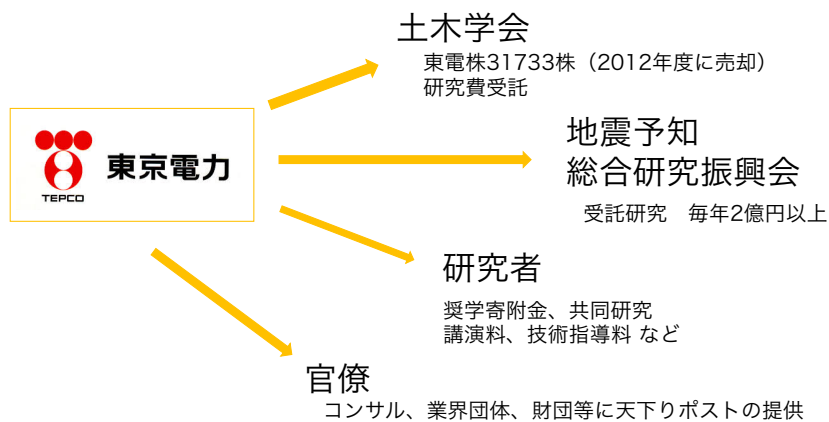 土木学会
東電株31733株（2012年度に売却）
研究費受託
TEPCO
東京電力
地震予知
総合研究振興会
受託研究　毎年2億円以上
研究者
奨学寄附金、共同研究
講演料、技術指導料 など
官僚
コンサル、業界団体、財団等に天下りポストの提供